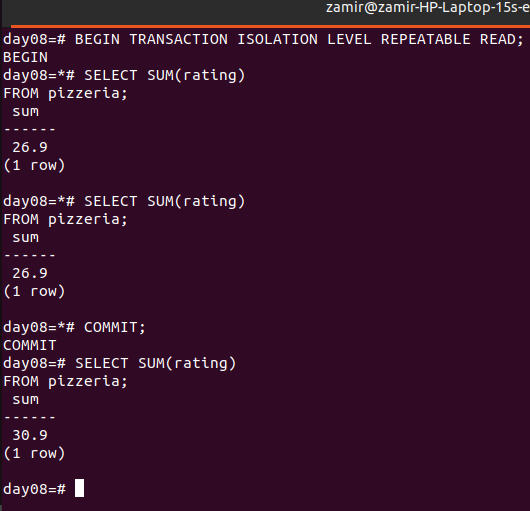 zamir@zamir-HP-Laptop-15s-e
day08=# BEGIN TRANSACTION ISOLATION LEVEL REPEATABLE READ;
BEGIN
day08=*# SELECT SUM(rating)
FROM pizzeria;
 sum
------
 26.9
(1 row)

day08=*# SELECT SUM(rating)
FROM pizzeria;
 sum
------
 26.9
(1 row)

day08=*# COMMIT;
COMMIT
day08=# SELECT SUM(rating)
FROM pizzeria;
 sum
------
 30.9
(1 row)

day08=#